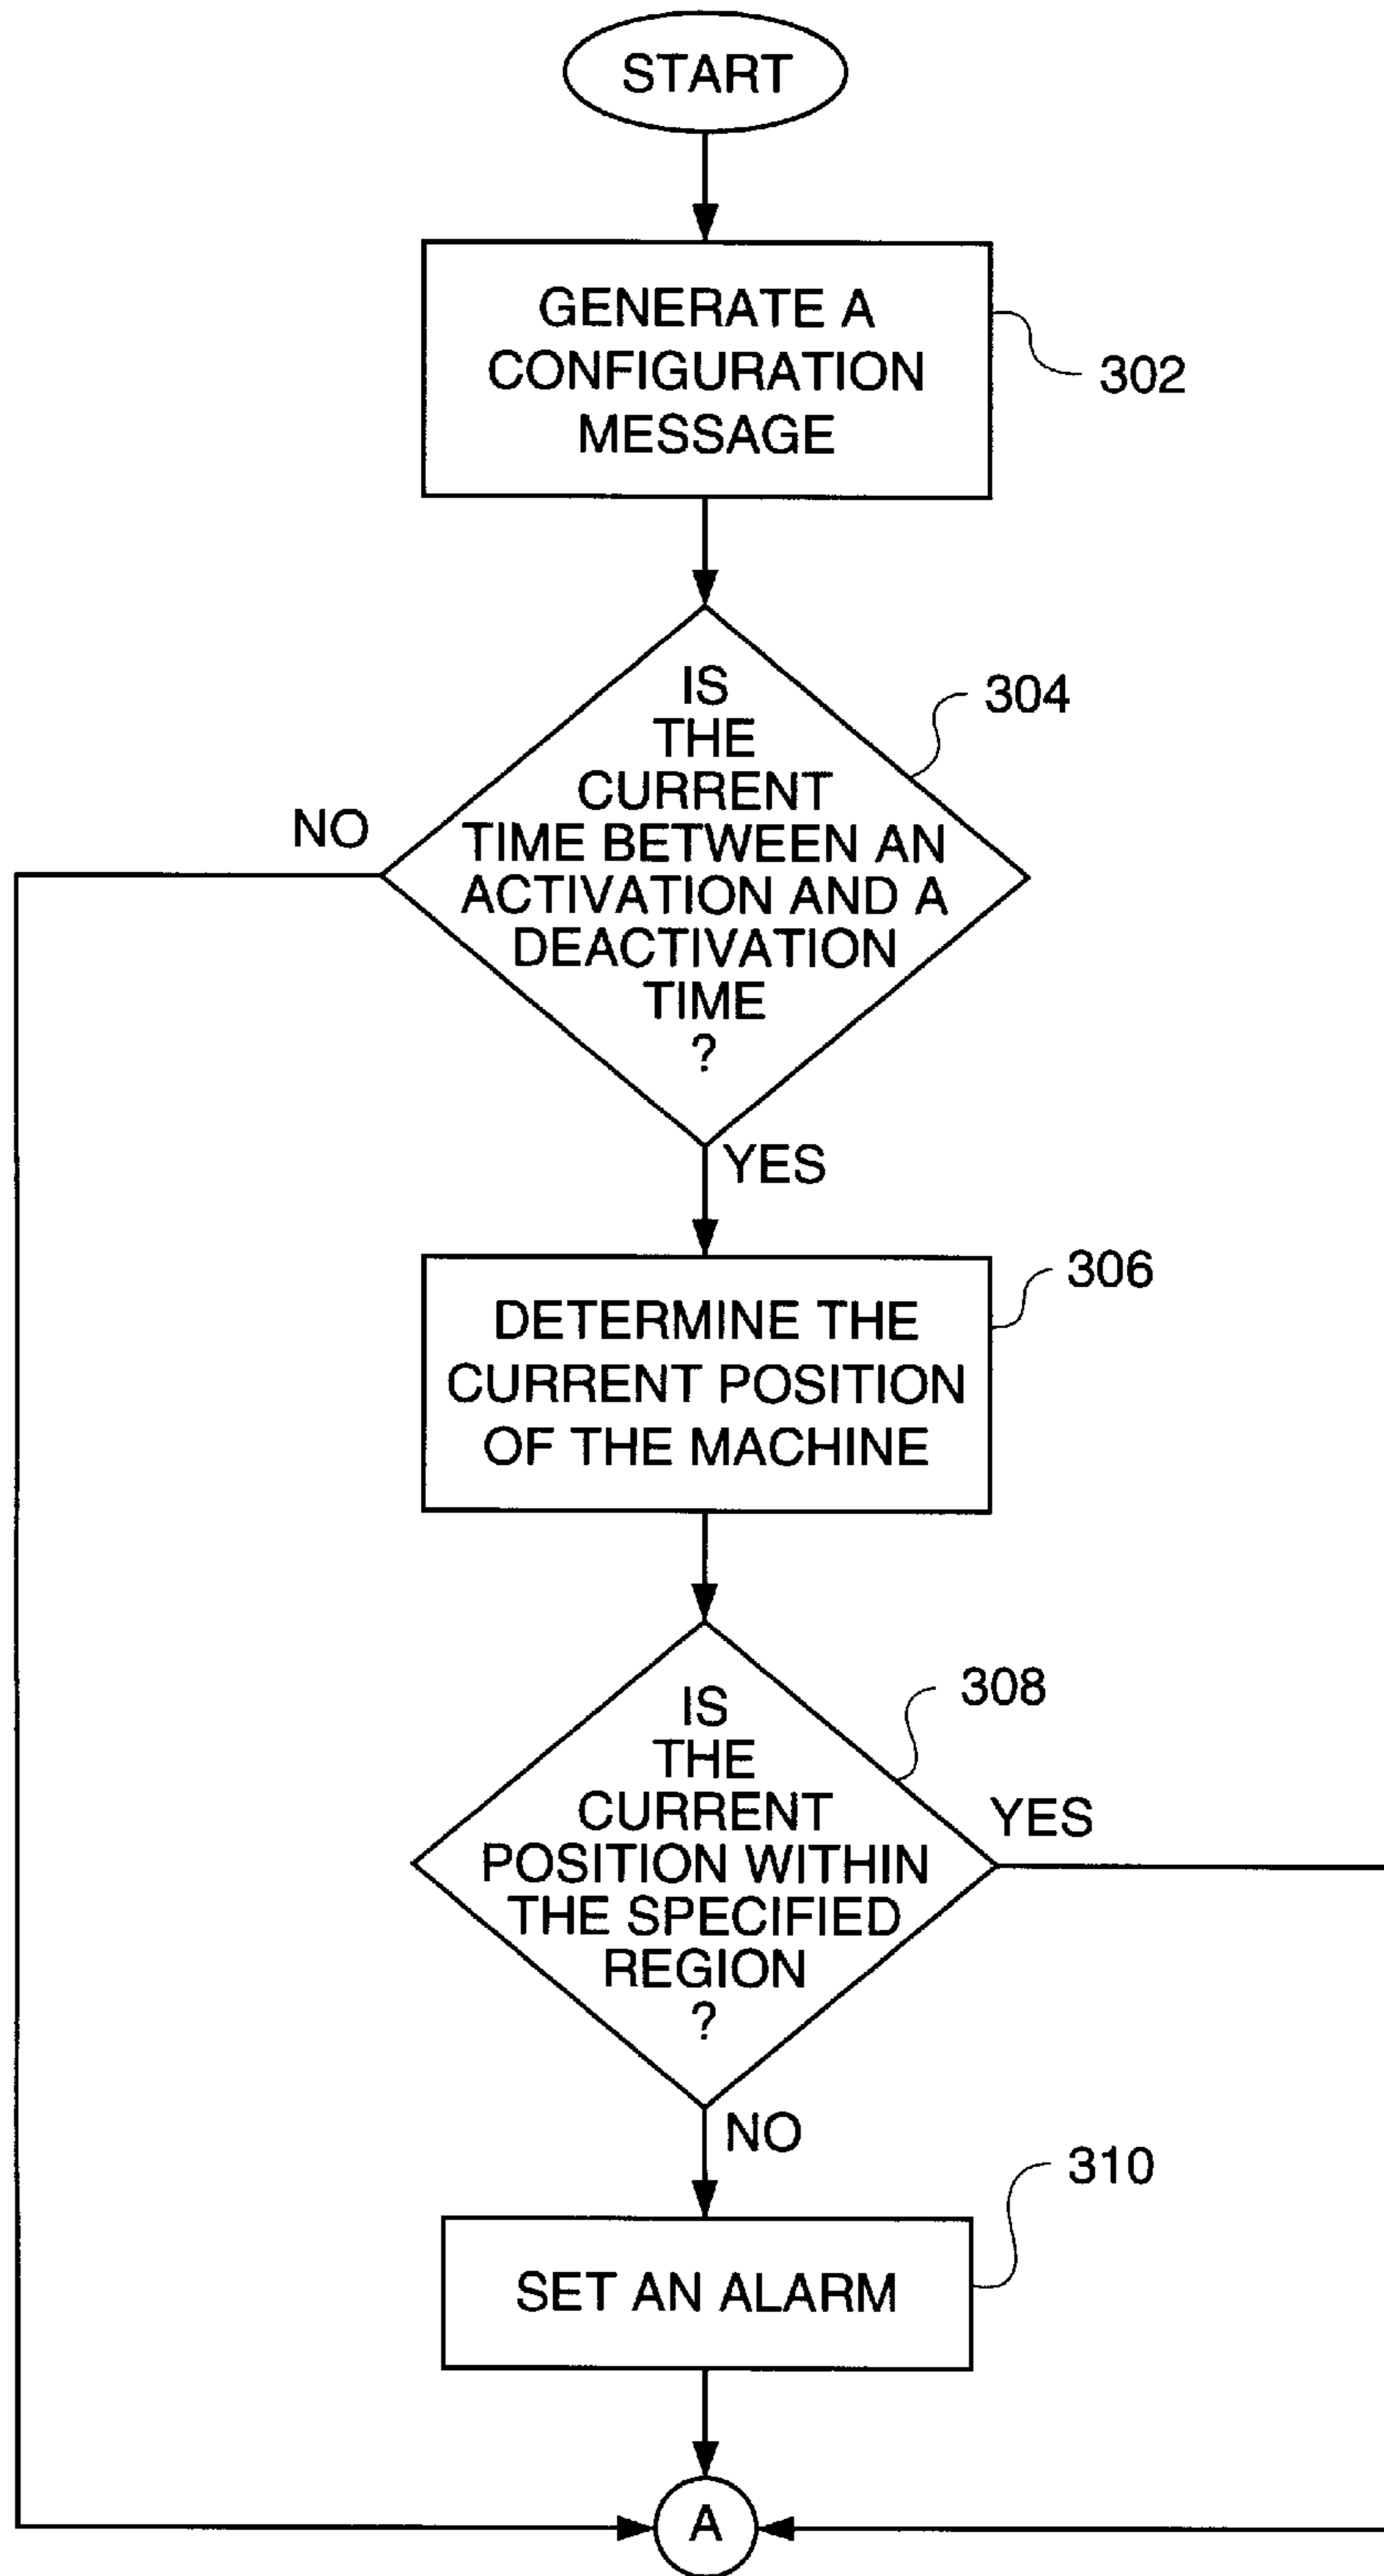 START
GENERATE A
CONFIGURATION
MESSAGE
302
IS
THE
CURRENT
TIME BETWEEN AN
ACTIVATION AND A
DEACTIVATION
TIME
?
304
NO
YES
DETERMINE THE
CURRENT POSITION
OF THE MACHINE
306
IS
THE
CURRENT
POSITION WITHIN
THE SPECIFIED
REGION
?
308
YES
NO
SET AN ALARM
310
A